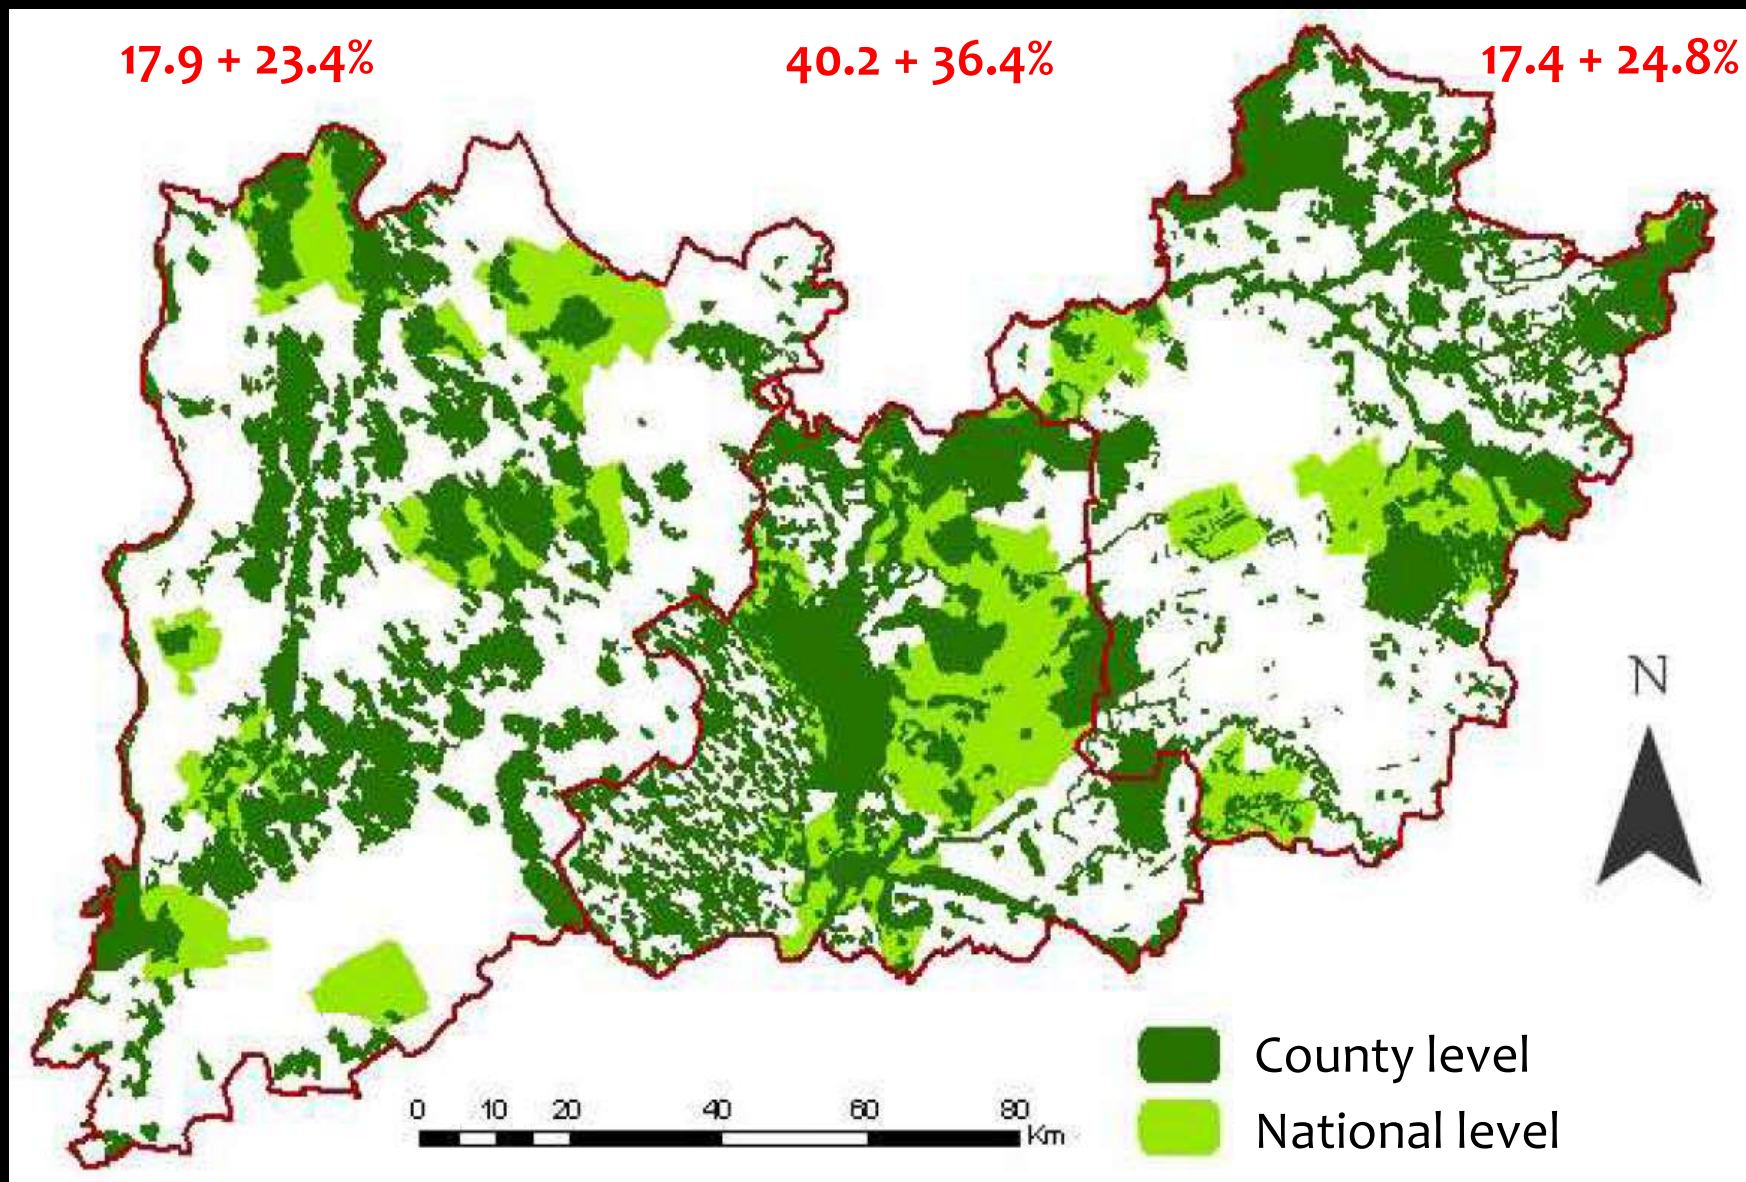 17.9 + 23.4%
40.2 + 36.4%
17.4 + 24.8%
N
County level
National level
0 10 20 40 60 80
Km